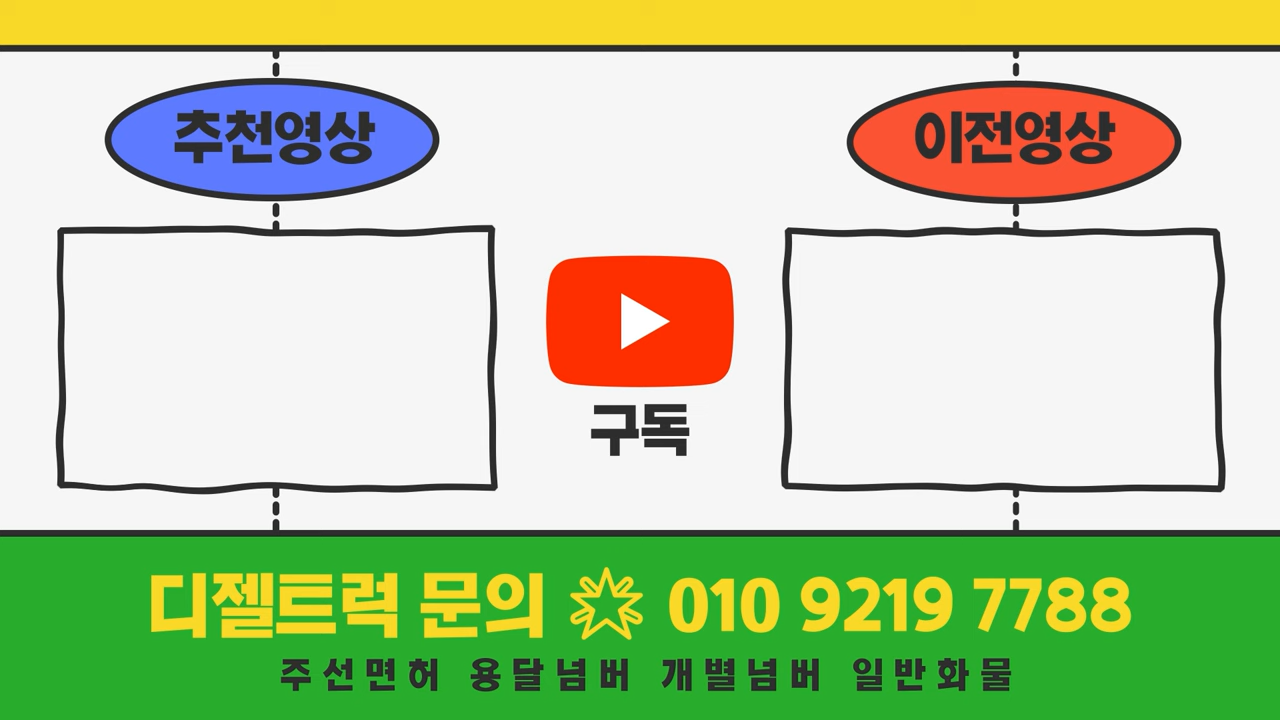 추천영상
이전영상
구독
디젤트럭 문의 010 9219 7788
주선면허 용달넘버 개별넘버 일반화물